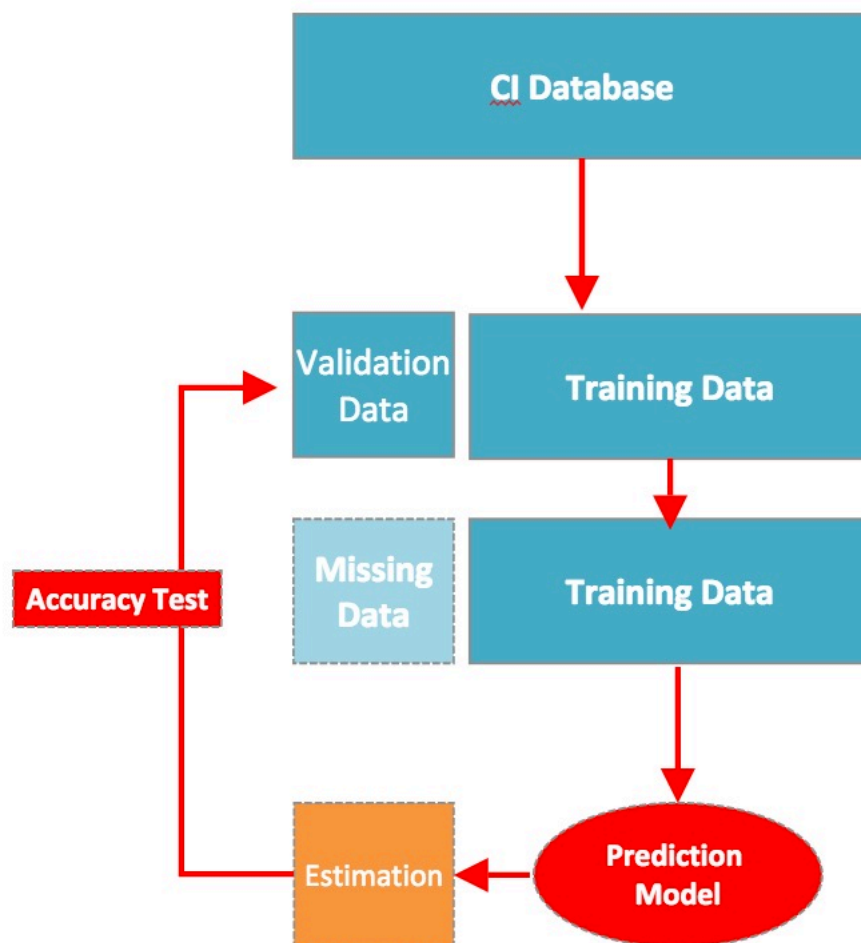 CI Database
Validation
Data
Training Data
Missing
Data
Training Data
Accuracy Test
Estimation
Prediction
Model